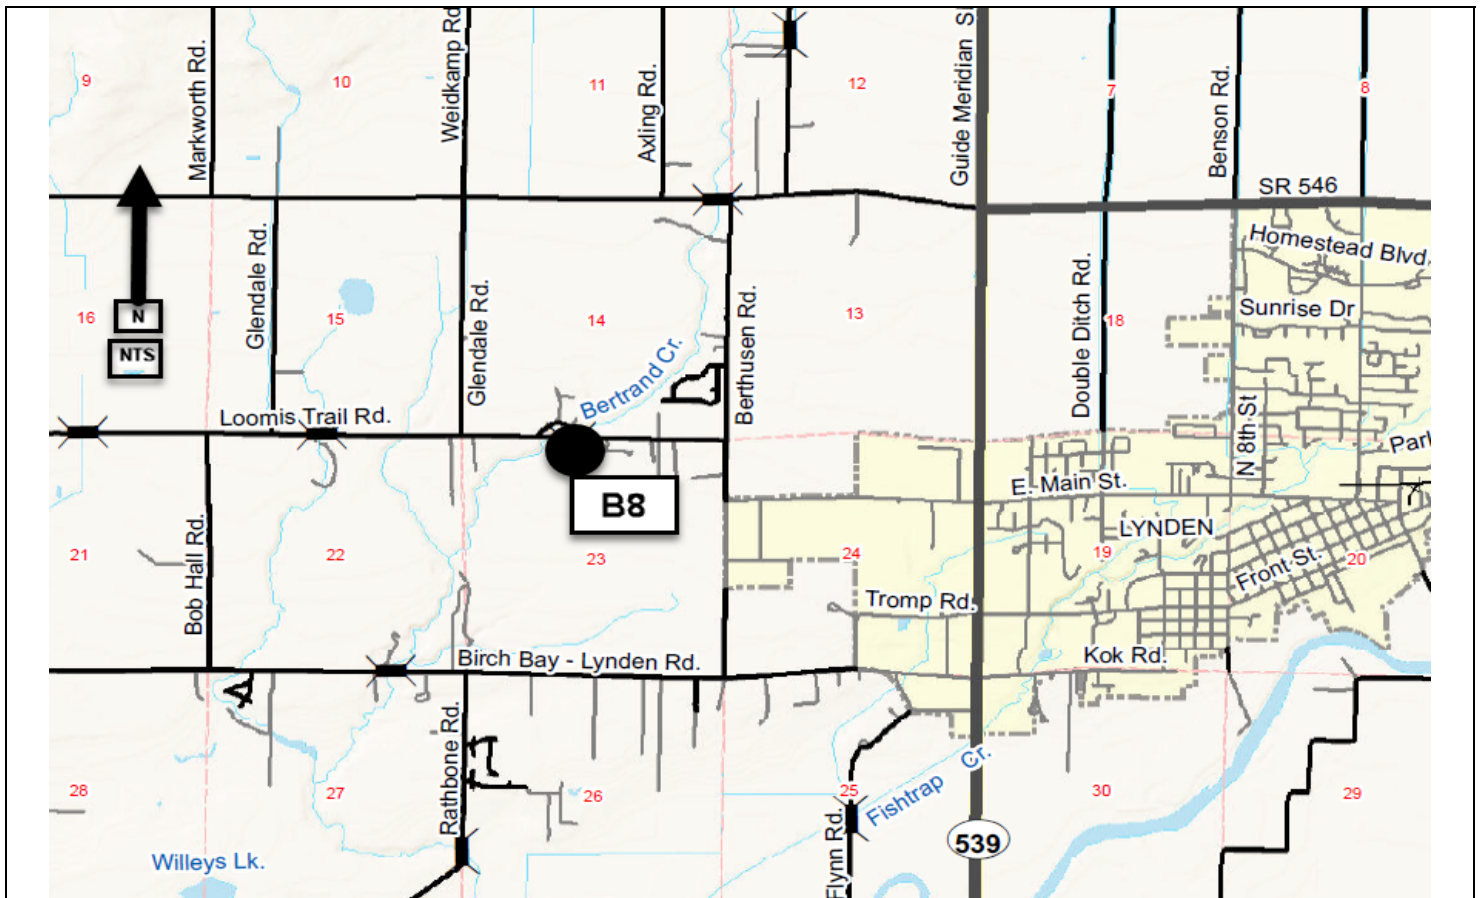 Markworth Rd.
Weidkamp Rd
Axling Rd.
Guide Meridian S
Benson Rd.
9
10
11
12
7
8
SR 546
Homestead Blvd
Glendale Rd.
Glendale Rd.
Berthusen Rd.
Double Ditch Rd.
Sunrise Dr
N
NTS
16
15
14
13
18
Bertrand Cr.
Loomis Trail Rd.
N 8th St
E. Main St.
B8
LYNDEN
Bob Hall Rd.
21
22
23
24
19
20
Front St.
Tromp Rd.
Kok Rd.
Birch Bay - Lynden Rd.
Rathbone Rd.
28
27
26
25
30
29
Fishtrap Cr.
Flynn Rd.
539
Willeys Lk.